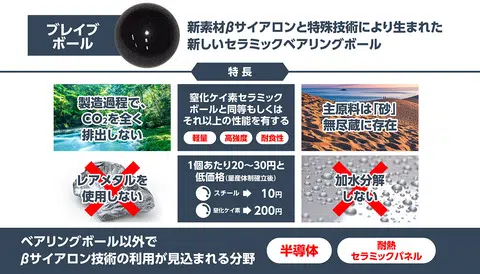 ブレイブ
ボール
新素材βサイアロンと特殊技術により生まれた
新しいセラミックベアリングボール
特長
製造過程で、
CO₂を全く
排出しない
窒化ケイ素セラミック
ボールと同等もしくは
それ以上の性能を有する
軽量
高強度
耐食性
主原料は「砂」
無尽蔵に存在
レアメタルを
使用しない
1個あたり20～30円と
低価格(量産体制確立後)
スチール → 10円
窒化ケイ素 → 200円
加水分解
しない
ベアリングボール以外で
βサイアロン技術の利用が見込まれる分野
半導体
耐熱
セラミックパネル